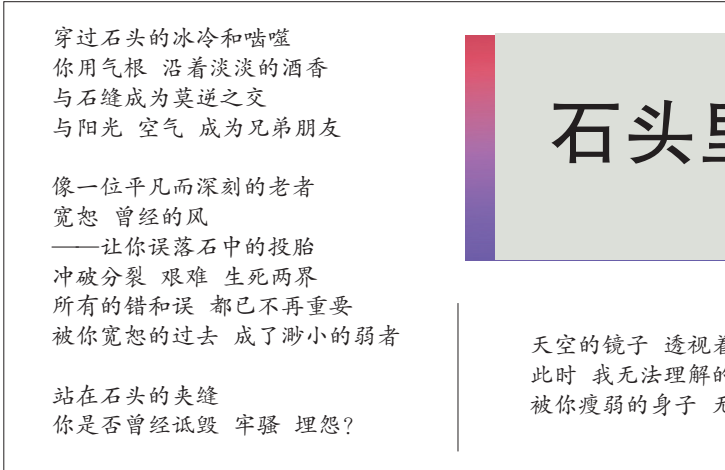 穿过石头的冰冷和啮噬
你用气根 沿着淡淡的酒香
与石缝成为莫逆之交
与阳光 空气 成为兄弟朋友
像一位平凡而深刻的老者
宽恕 曾经的风
——让你误落石中的投胎
冲破分裂 艰难 生死两界
所有的错和误 都已不再重要
被你宽恕的过去 成了渺小的弱者
站在石头的夹缝
你是否曾经诋毁 牢骚 埋怨?
石头里
天空的镜子 透视着
此时 我无法理解的
被你瘦弱的身子 无